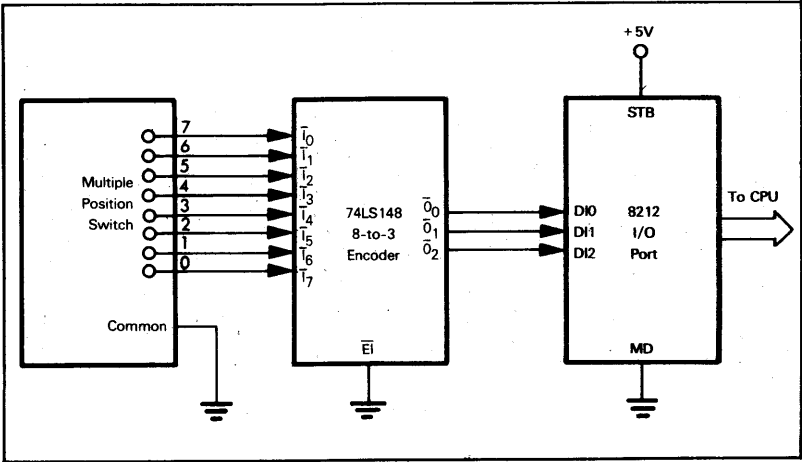 +5V
STB
7
6
5
4
3
2
1
0
Multiple
Position
Switch
Common
I̅0
I̅1
I̅2
I̅3
I̅4
I̅5
I̅6
I̅7
74LS148
8-to-3
Encoder
O̅0
O̅1
O̅2
E̅I̅
DI0
DI1
DI2
8212
I/O
Port
MD
To CPU